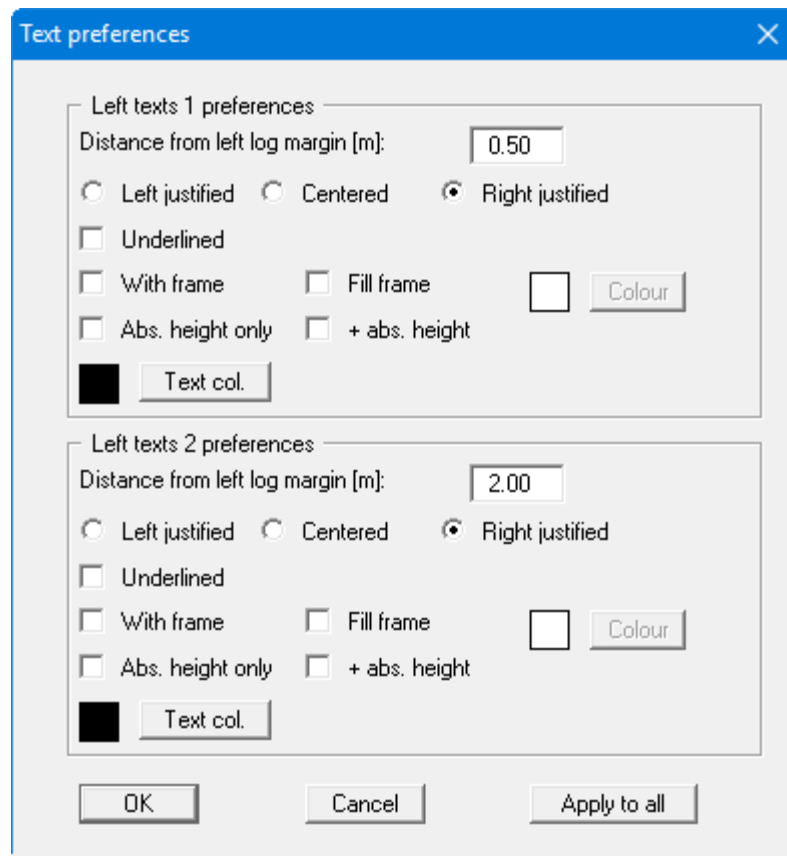 Text preferences
Left texts 1 preferences
Distance from left log margin [m]: 0.50
Left justified Centered Right justified
Underlined
With frame Fill frame Colour
Abs. height only + abs. height
Text col.
Left texts 2 preferences
Distance from left log margin [m]: 2.00
Left justified Centered Right justified
Underlined
With frame Fill frame Colour
Abs. height only + abs. height
Text col.
OK Cancel Apply to all